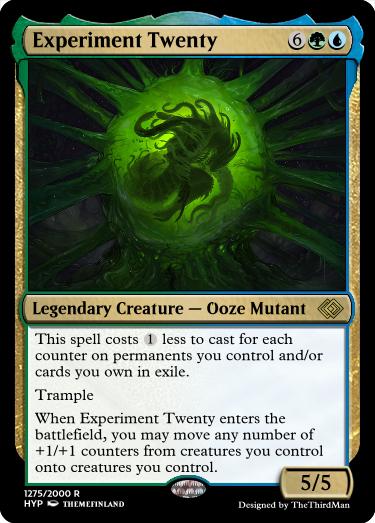 Experiment Twenty 6
Legendary Creature — Ooze Mutant
This spell costs 1 less to cast for each
counter on permanents you control and/or
cards you own in exile.
Trample
When Experiment Twenty enters the
battlefield, you may move any number of
+1/+1 counters from creatures you control
onto creatures you control.
5/5
1275/2000 R
HYP THEMEFINLAND
Designed by TheThirdMan